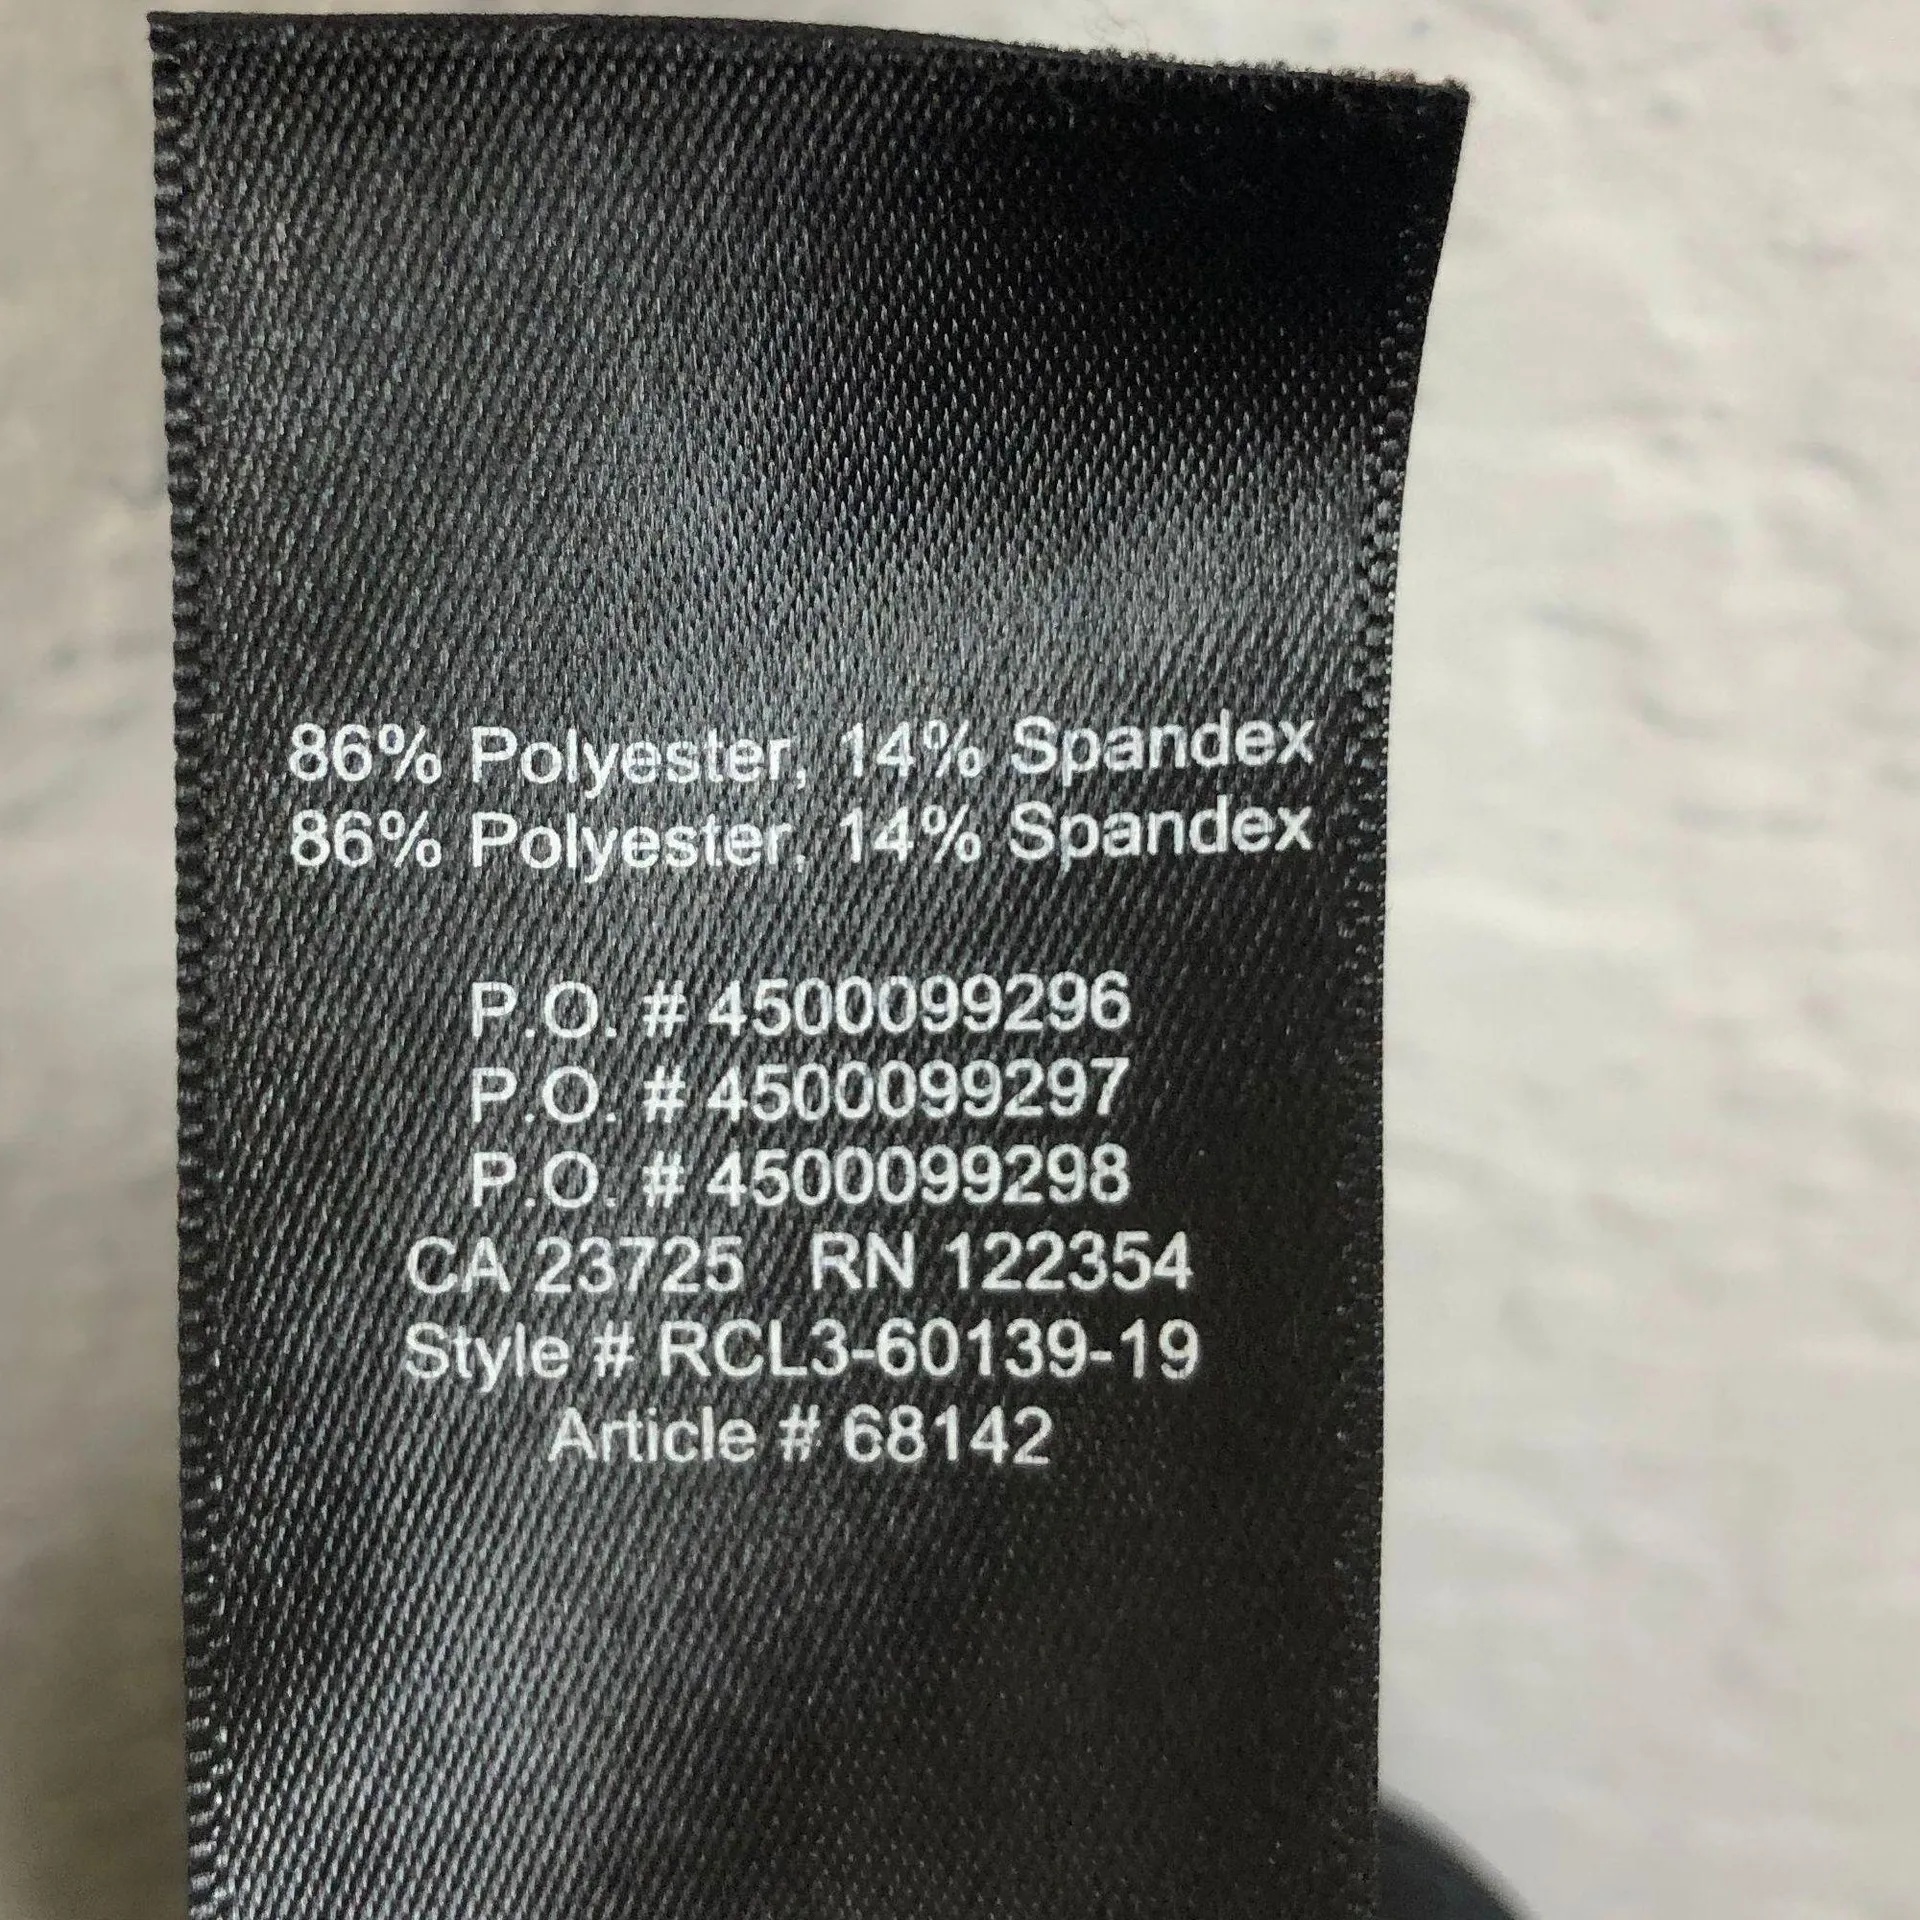 86% Polyester, 14% Spandex
86% Polyester, 14% Spandex
P.O. # 4500099296
P.O. # 4500099297
P.O. # 4500099298
CA 23725 RN 122354
Style # RCL3-60139-19
Article # 68142